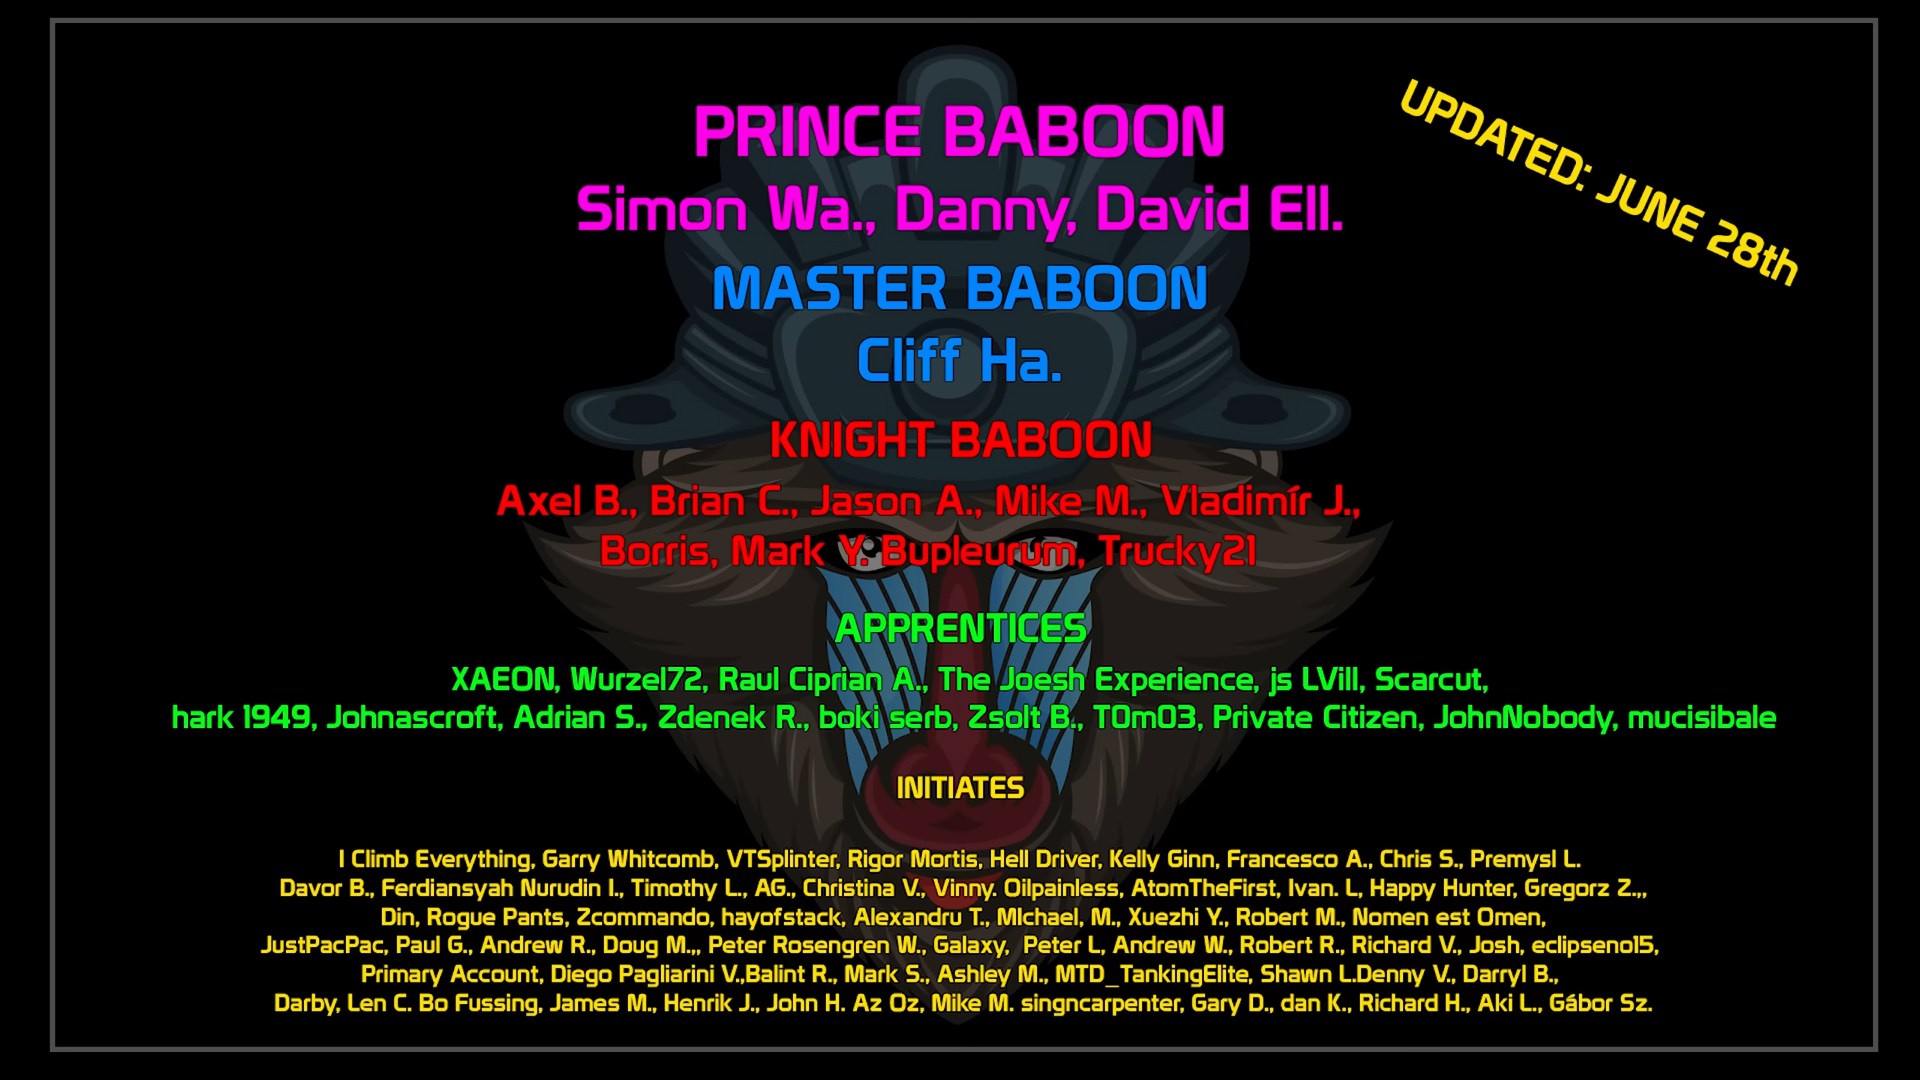 PRINCE BABOON
UPDATED: JUNE 28th
Simon Wa., Danny, David Ell.
MASTER BABOON
Cliff Ha.
KNIGHT BABOON
Axel B., Brian C., Jason A., Mike M., Vladimír J.,
Borris, Mark Y. Bupleurum, Trucky21
APPRENTICES
XAEON, Wurzel72, Raul Ciprian A., The Joesh Experience, js LVill, Scarcut,
hark 1949, Johnascroft, Adrian S., Zdenek R., boki serb, Zsolt B., T0m03, Private Citizen, JohnNobody, mucisibale
INITIATES
I Climb Everything, Garry Whitcomb, VTSplinter, Rigor Mortis, Hell Driver, Kelly Ginn, Francesco A., Chris S., Premysl L.
Davor B., Ferdiansyah Nurudin I., Timothy L., AG., Christina V., Vinny. Oilpainless, AtomTheFirst, Ivan. L, Happy Hunter, Gregorz Z.,,
Din, Rogue Pants, Zcommando, hayofstack, Alexandru T., MIchael, M., Xuezhi Y., Robert M., Nomen est Omen,
JustPacPac, Paul G., Andrew R., Doug M.,, Peter Rosengren W., Galaxy, Peter L, Andrew W., Robert R., Richard V., Josh, eclipseno15,
Primary Account, Diego Pagliarini V.,Balint R., Mark S., Ashley M., MTD_TankingElite, Shawn L.Denny V., Darryl B.,
Darby, Len C. Bo Fussing, James M., Henrik J., John H. Az Oz, Mike M. singncarpenter, Gary D., dan K., Richard H., Aki L., Gábor Sz.